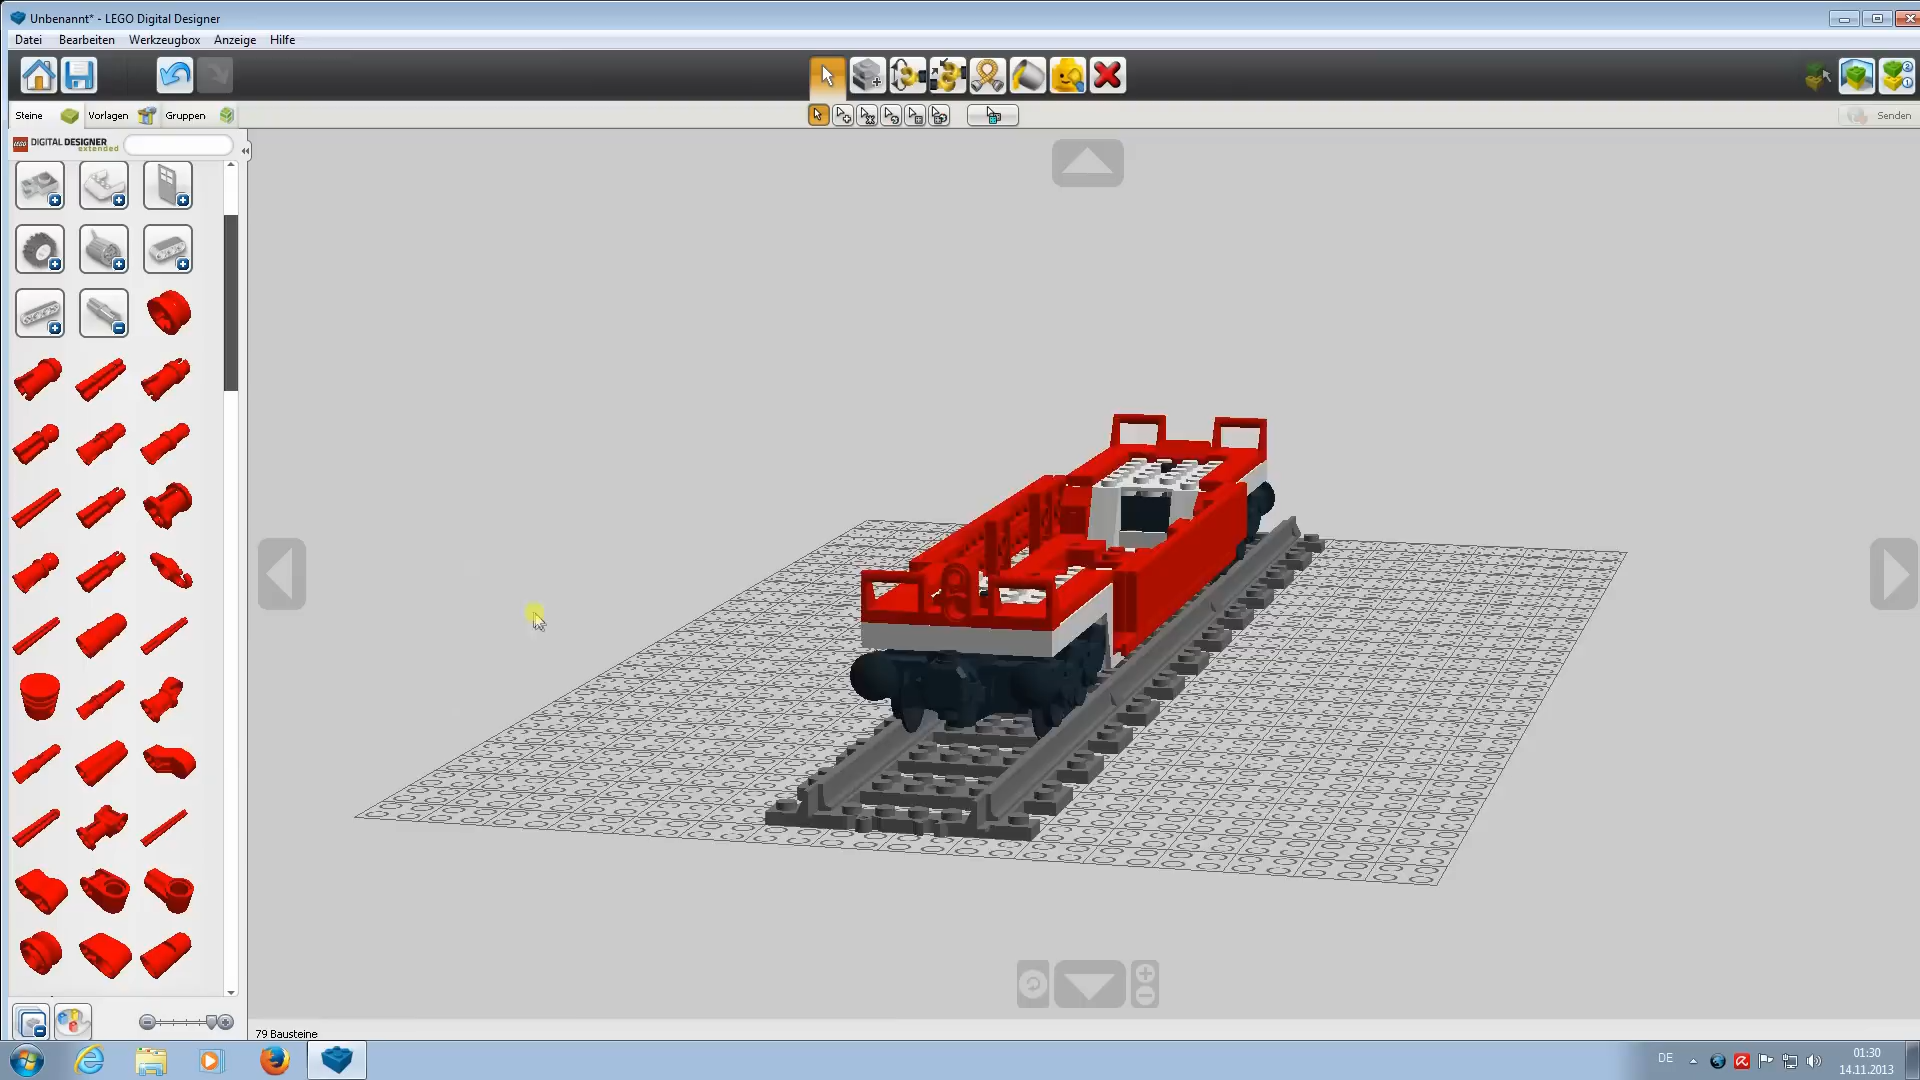 Unbenannt* - LEGO Digital Designer
Datei Bearbeiten Werkzeugbox Anzeige Hilfe
Steine Vorlagen Gruppen Senden
LEGO DIGITAL DESIGNER
extended
79 Bausteine
DE 01:30
14.11.2013